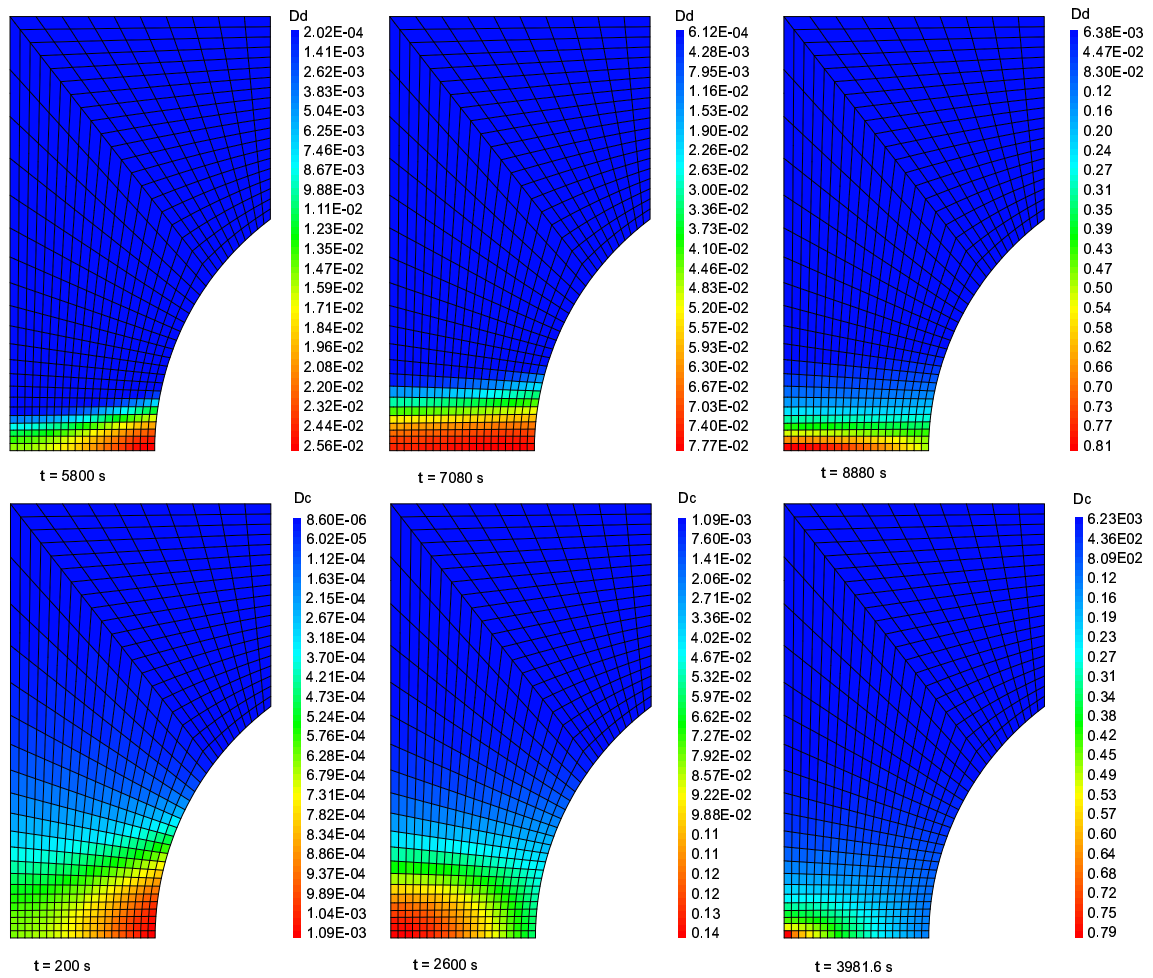 Dd
2.02E-04
1.41E-03
2.62E-03
3.83E-03
5.04E-03
6.25E-03
7.46E-03
8.67E-03
9.88E-03
1.11E-02
1.23E-02
1.35E-02
1.47E-02
1.59E-02
1.71E-02
1.84E-02
1.96E-02
2.08E-02
2.20E-02
2.32E-02
2.44E-02
2.56E-02
t = 5800 s
Dd
6.12E-04
4.28E-03
7.95E-03
1.16E-02
1.53E-02
1.90E-02
2.26E-02
2.63E-02
3.00E-02
3.36E-02
3.73E-02
4.10E-02
4.46E-02
4.83E-02
5.20E-02
5.57E-02
5.93E-02
6.30E-02
6.67E-02
7.03E-02
7.40E-02
7.77E-02
t = 7080 s
Dd
6.38E-03
4.47E-02
8.30E-02
0.12
0.16
0.20
0.24
0.27
0.31
0.35
0.39
0.43
0.47
0.50
0.54
0.58
0.62
0.66
0.70
0.73
0.77
0.81
t = 8880 s
Dc
8.60E-06
6.02E-05
1.12E-04
1.63E-04
2.15E-04
2.67E-04
3.18E-04
3.70E-04
4.21E-04
4.73E-04
5.24E-04
5.76E-04
6.28E-04
6.79E-04
7.31E-04
7.82E-04
8.34E-04
8.86E-04
9.37E-04
9.89E-04
1.04E-03
1.09E-03
t = 200 s
Dc
1.09E-03
7.60E-03
1.41E-02
2.06E-02
2.71E-02
3.36E-02
4.02E-02
4.67E-02
5.32E-02
5.97E-02
6.62E-02
7.27E-02
7.92E-02
8.57E-02
9.22E-02
9.88E-02
0.11
0.11
0.12
0.12
0.13
0.14
t = 2600 s
Dc
6.23E03
4.36E02
8.09E02
0.12
0.16
0.19
0.23
0.27
0.31
0.34
0.38
0.42
0.45
0.49
0.53
0.57
0.60
0.64
0.68
0.72
0.75
0.79
t = 3981.6 s